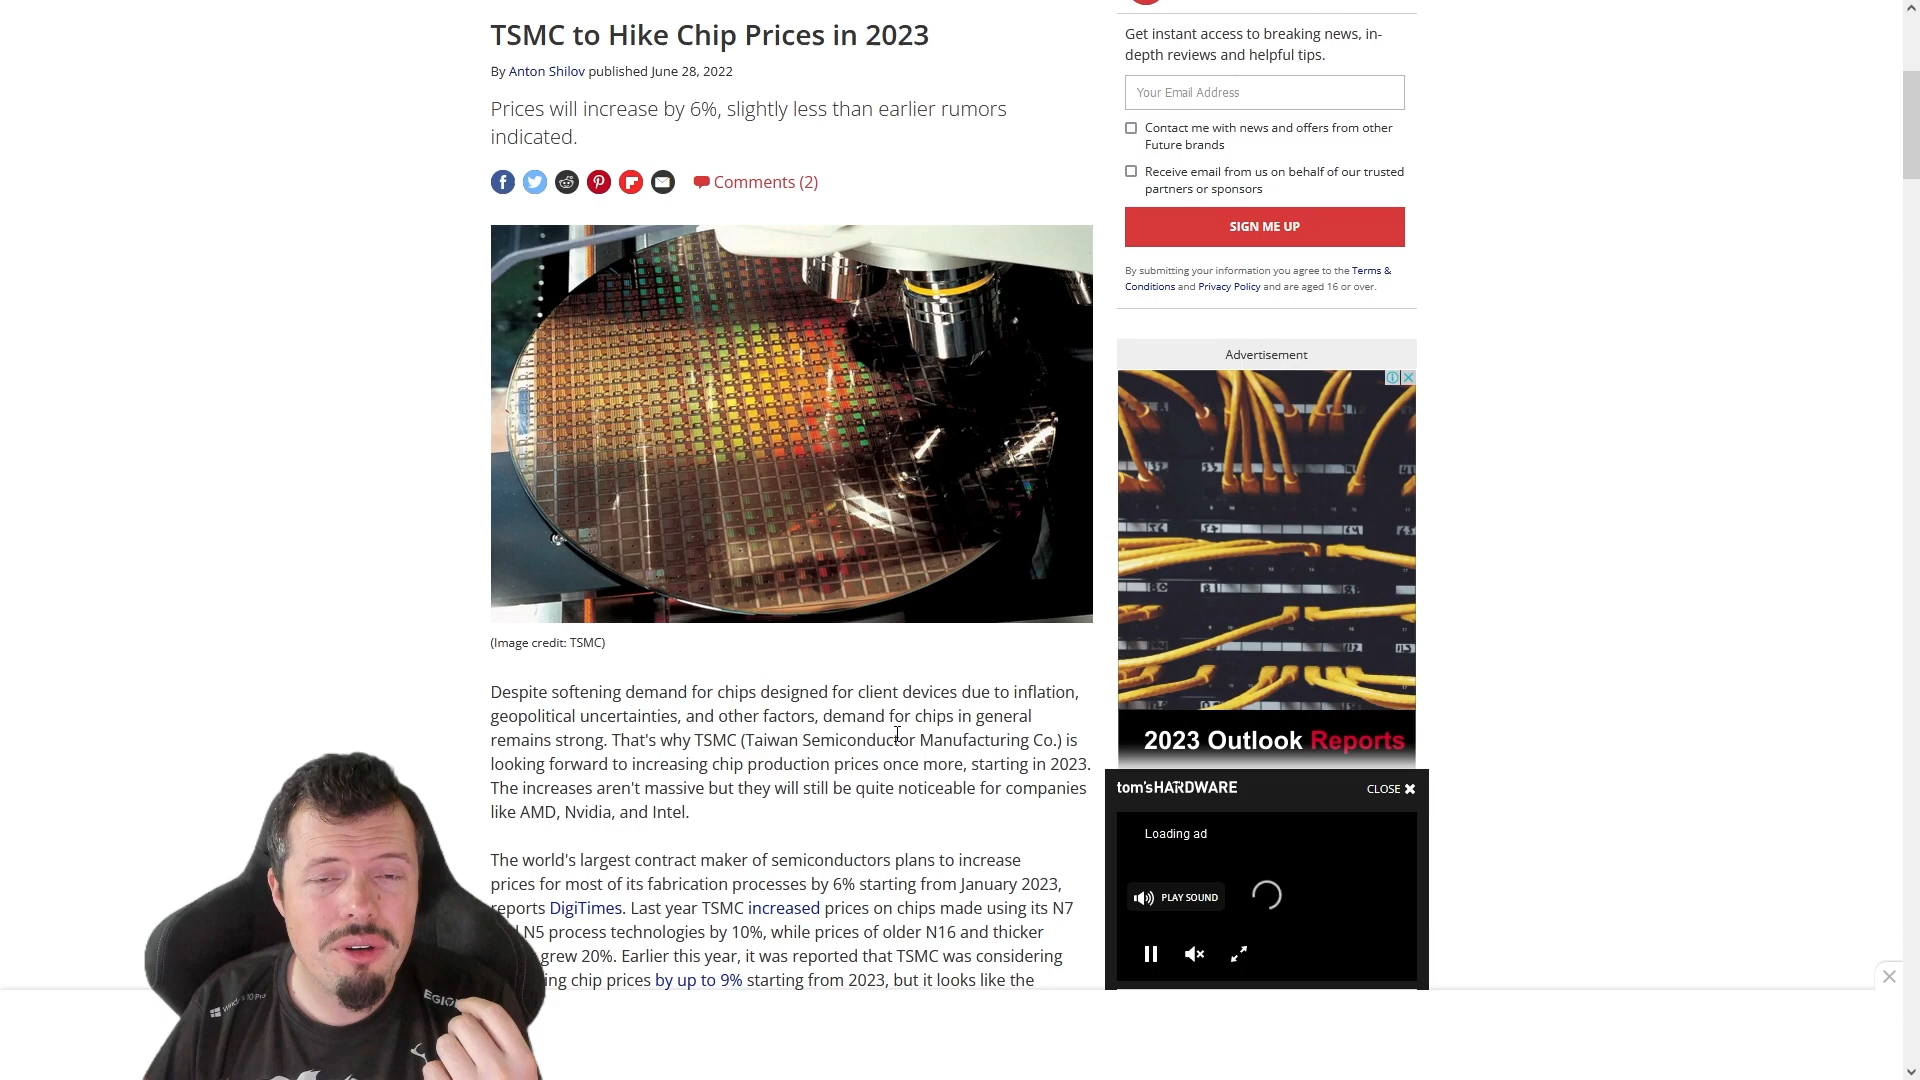 TSMC to Hike Chip Prices in 2023
By Anton Shilov published June 28, 2022
Prices will increase by 6%, slightly less than earlier rumors
indicated.
Comments (2)
(Image credit: TSMC)
Despite softening demand for chips designed for client devices due to inflation,
geopolitical uncertainties, and other factors, demand for chips in general
remains strong. That's why TSMC (Taiwan Semiconductor Manufacturing Co.) is
looking forward to increasing chip production prices once more, starting in 2023.
The increases aren't massive but they will still be quite noticeable for companies
like AMD, Nvidia, and Intel.
The world's largest contract maker of semiconductors plans to increase
prices for most of its fabrication processes by 6% starting from January 2023,
reports DigiTimes. Last year TSMC increased prices on chips made using its N7
N5 process technologies by 10%, while prices of older N16 and thicker
grew 20%. Earlier this year, it was reported that TSMC was considering
ing chip prices by up to 9% starting from 2023, but it looks like the
Get instant access to breaking news, in-
depth reviews and helpful tips.
Your Email Address
Contact me with news and offers from other
Future brands
Receive email from us on behalf of our trusted
partners or sponsors
SIGN ME UP
By submitting your information you agree to the Terms &
Conditions and Privacy Policy and are aged 16 or over.
Advertisement
2023 Outlook Reports
tom'sHARDWARE
CLOSE
Loading ad
PLAY SOUND
Windows 10 Pro
EGION